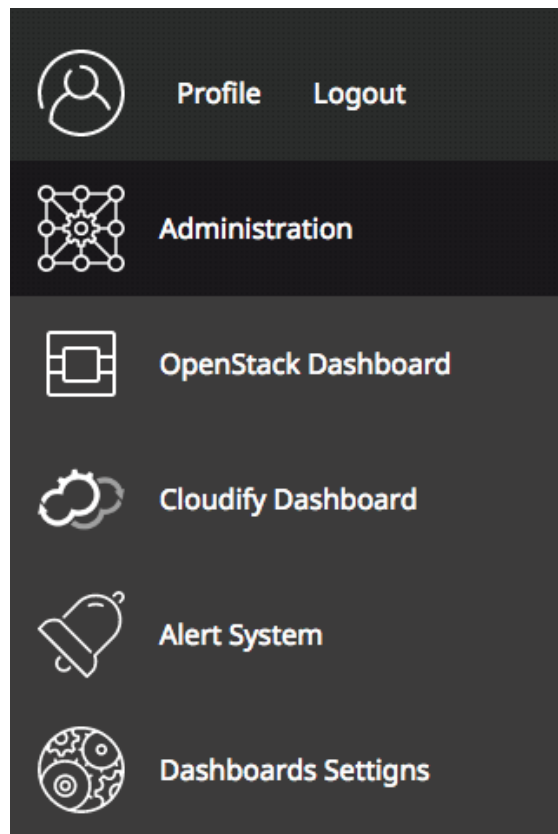 Profile Logout
Administration
OpenStack Dashboard
Cloudify Dashboard
Alert System
Dashboards Settigns